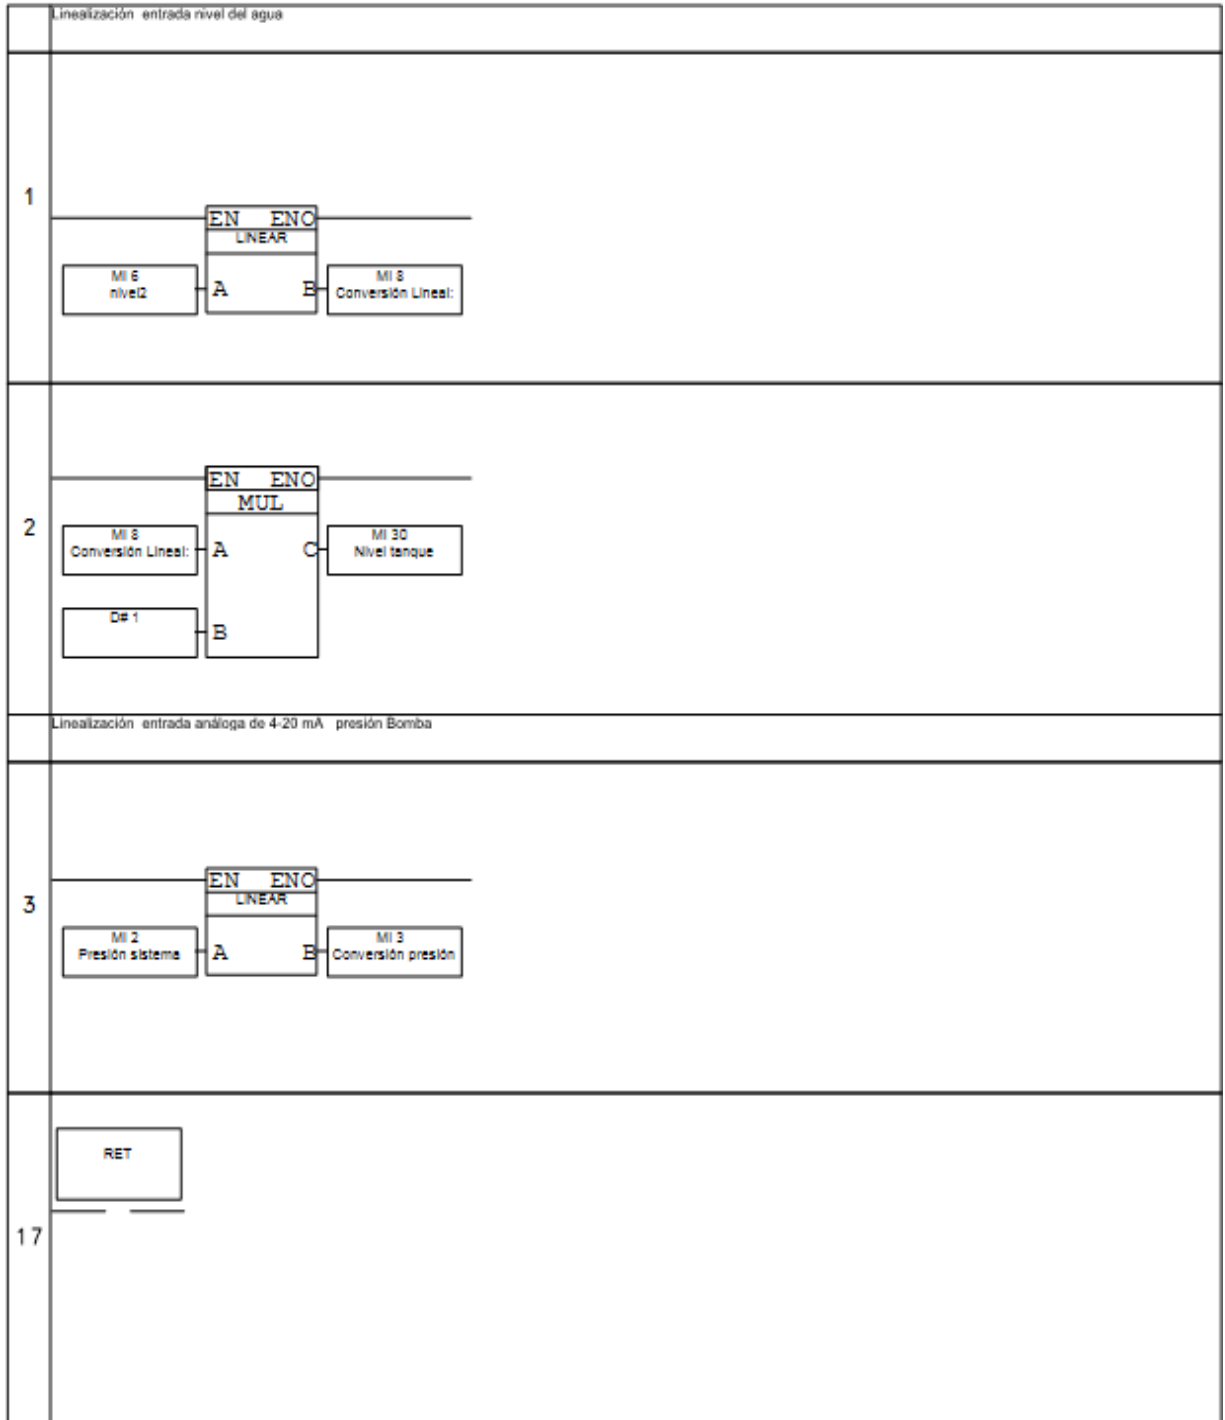 Linealización entrada nivel del agua
1
EN ENO
LINEAR
MI 6
nivel2
A B
MI 8
Conversión Lineal:
2
EN ENO
MUL
MI 8
Conversión Lineal:
A C
MI 30
Nivel tanque
D# 1
B
Linealización entrada análoga de 4-20 mA presión Bomba
3
EN ENO
LINEAR
MI 2
Presión sistema
A B
MI 3
Conversión presión
RET
17